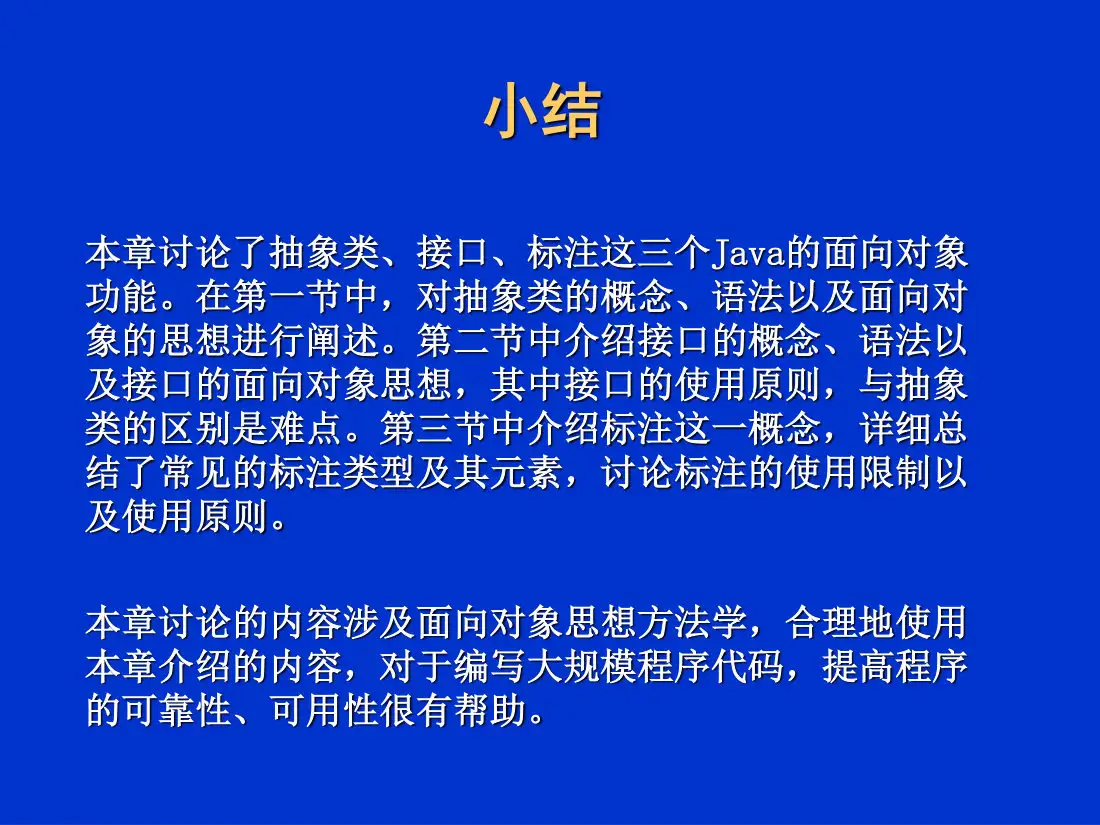 小结
本章讨论了抽象类、接口、标注这三个Java的面向对象
功能。在第一节中，对抽象类的概念、语法以及面向对
象的思想进行阐述。第二节中介绍接口的概念、语法以
及接口的面向对象思想，其中接口的使用原则，与抽象
类的区别是难点。第三节中介绍标注这一概念，详细总
结了常见的标注类型及其元素，讨论标注的使用限制以
及使用原则。
本章讨论的内容涉及面向对象思想方法学，合理地使用
本章介绍的内容，对于编写大规模程序代码，提高程序
的可靠性、可用性很有帮助。